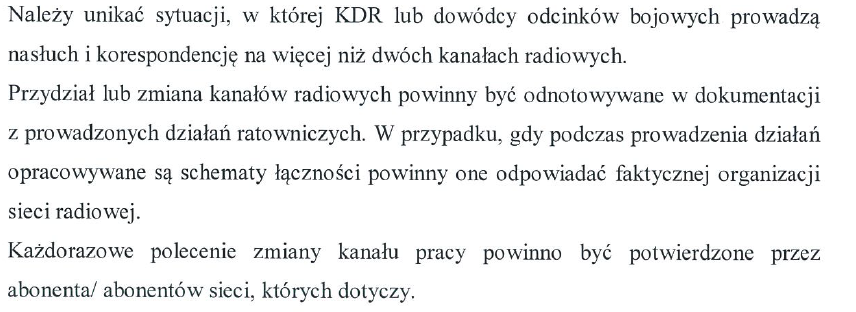 Należy unikać sytuacji, w której KDR lub dowódcy odcinków bojowych prowadzą
nasłuch i korespondencję na więcej niż dwóch kanałach radiowych.
Przydział lub zmiana kanałów radiowych powinny być odnotowywane w dokumentacji
z prowadzonych działań ratowniczych. W przypadku, gdy podczas prowadzenia działań
opracowywane są schematy łączności powinny one odpowiadać faktycznej organizacji
sieci radiowej.
Każdorazowe polecenie zmiany kanału pracy powinno być potwierdzone przez
abonenta/ abonentów sieci, których dotyczy.